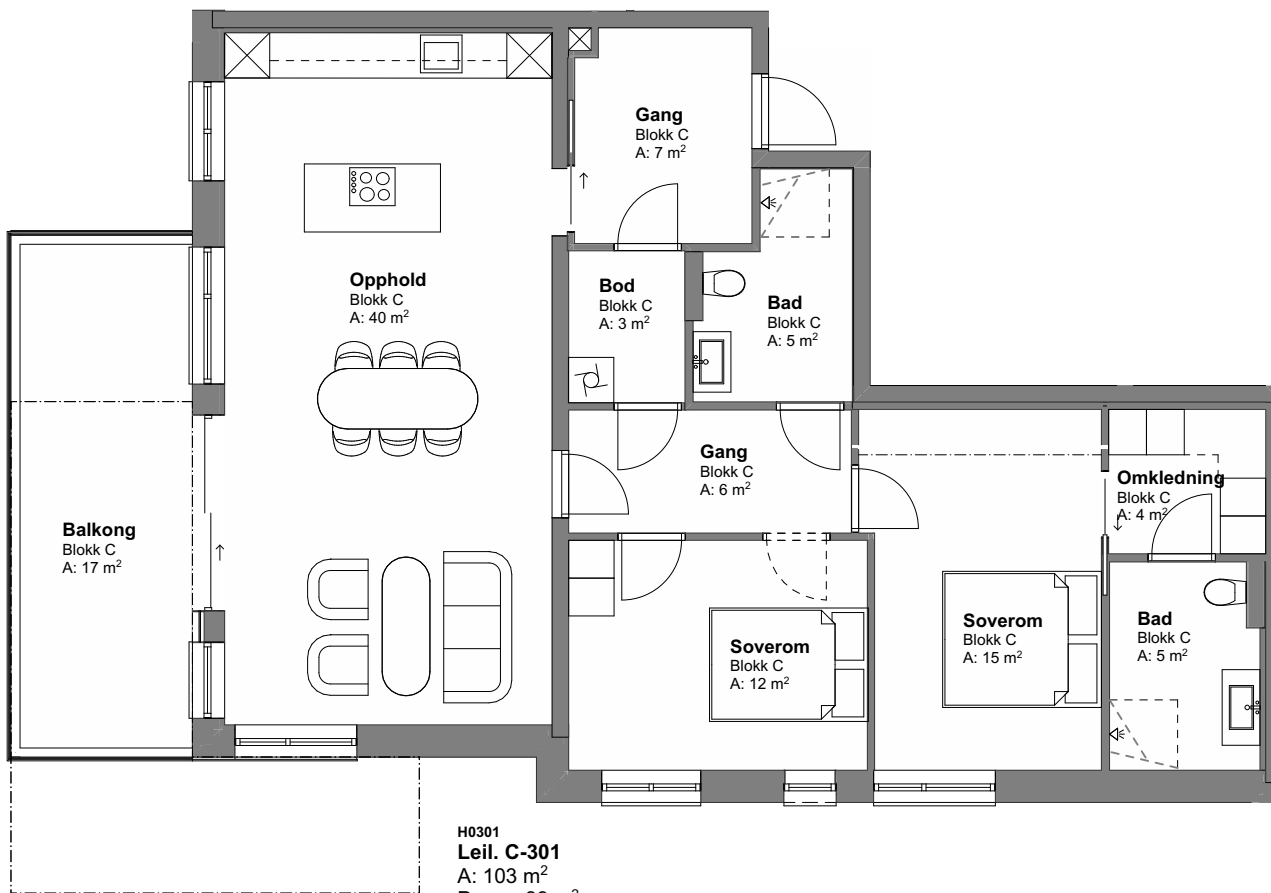 Gang
Blokk C
A: 7 m²
Opphold
Blokk C
A: 40 m²
Bod
Blokk C
A: 3 m²
Bad
Blokk C
A: 5 m²
Gang
Blokk C
A: 6 m²
Omkledning
Blokk C
A: 4 m²
Balkong
Blokk C
A: 17 m²
Soverom
Blokk C
A: 12 m²
Soverom
Blokk C
A: 15 m²
Bad
Blokk C
A: 5 m²
H0301
Leil. C-301
A: 103 m²